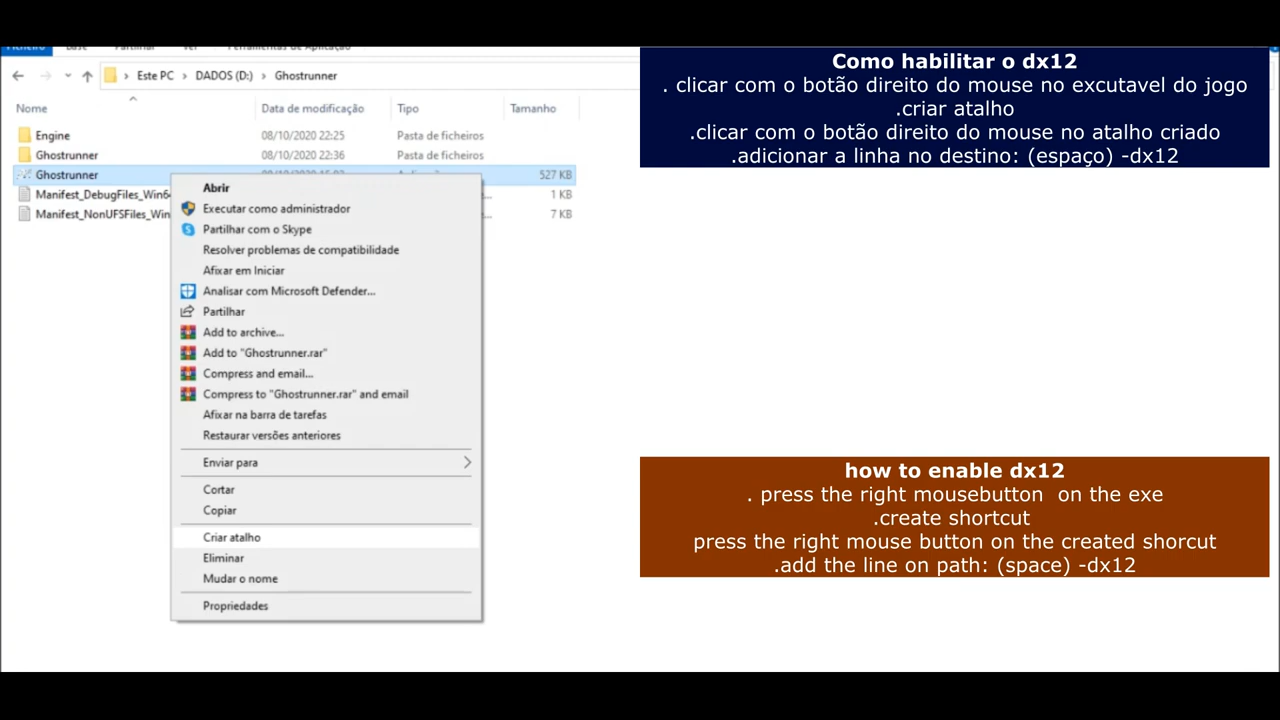 Ficheiro Base Partilhar Ver Ferramentas de Aplicação
Este PC > DADOS (D:) > Ghostrunner
Nome Data de modificação Tipo Tamanho
Engine 08/10/2020 22:25 Pasta de ficheiros
Ghostrunner 08/10/2020 22:36 Pasta de ficheiros
Ghostrunner 527 KB
Manifest_DebugFiles_Win6 1 KB
Manifest_NonUFSFiles_Win 7 KB
Abrir
Executar como administrador
Partilhar com o Skype
Resolver problemas de compatibilidade
Afixar em Iniciar
Analisar com Microsoft Defender...
Partilhar
Add to archive...
Add to "Ghostrunner.rar"
Compress and email...
Compress to "Ghostrunner.rar" and email
Afixar na barra de tarefas
Restaurar versões anteriores
Enviar para
Cortar
Copiar
Criar atalho
Eliminar
Mudar o nome
Propriedades
Como habilitar o dx12
. clicar com o botão direito do mouse no excutavel do jogo
.criar atalho
.clicar com o botão direito do mouse no atalho criado
.adicionar a linha no destino: (espaço) -dx12
how to enable dx12
. press the right mousebutton  on the exe
.create shortcut
press the right mouse button on the created shorcut
.add the line on path: (space) -dx12